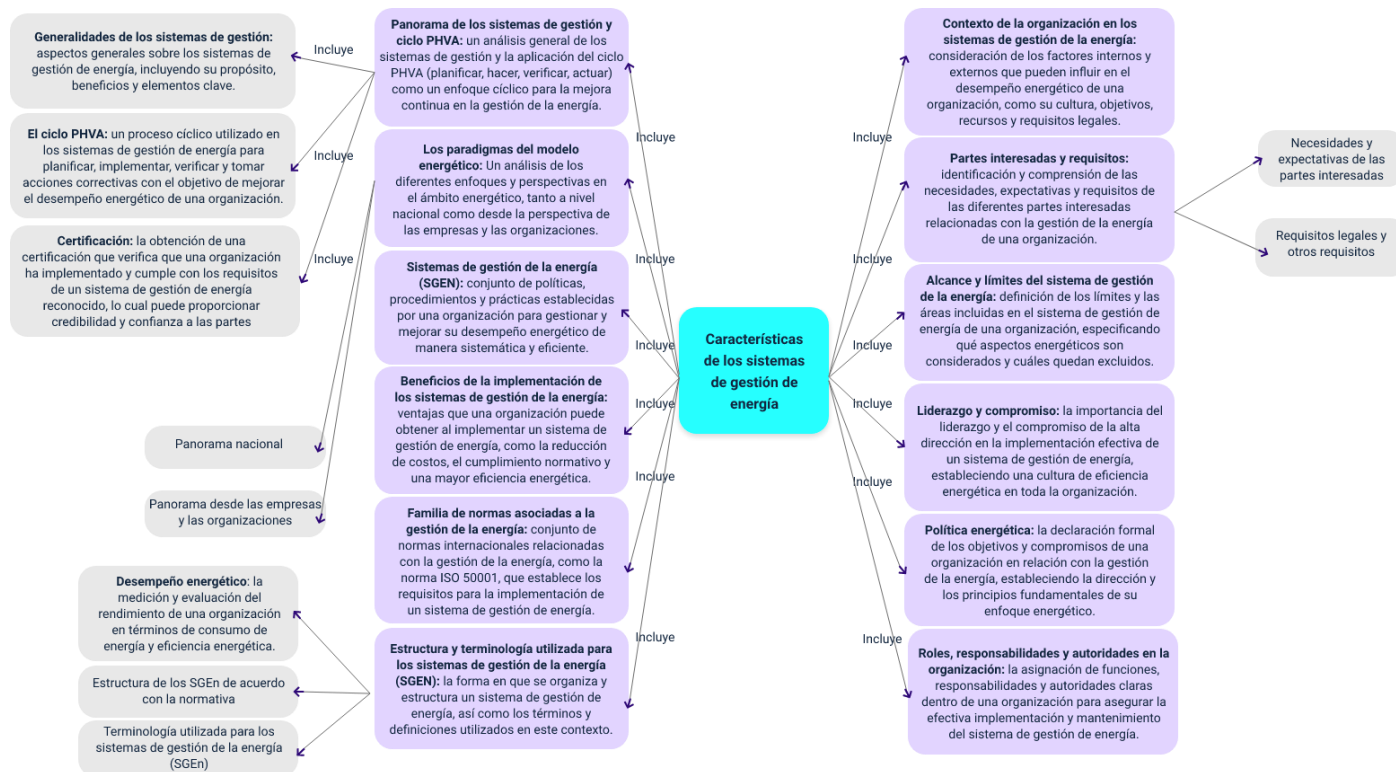 Generalidades de los sistemas de gestión:
aspectos generales sobre los sistemas de
gestión de energía, incluyendo su propósito,
beneficios y elementos clave.
Incluye
El ciclo PHVA: un proceso cíclico utilizado en
los sistemas de gestión de energía para
planificar, implementar, verificar y tomar
acciones correctivas con el objetivo de mejorar
el desempeño energético de una organización.
Incluye
Certificación: la obtención de una
certificación que verifica que una organización
ha implementado y cumple con los requisitos
de un sistema de gestión de energía
reconocido, lo cual puede proporcionar
credibilidad y confianza a las partes
Incluye
Panorama nacional
Panorama desde las empresas
y las organizaciones
Desempeño energético: la
medición y evaluación del
rendimiento de una organización
en términos de consumo de
energía y eficiencia energética.
Estructura de los SGEn de acuerdo
con la normativa
Terminología utilizada para los
sistemas de gestión de la energía
(SGEn)
Panorama de los sistemas de gestión y
ciclo PHVA: un análisis general de los
sistemas de gestión y la aplicación del ciclo
PHVA (planificar, hacer, verificar, actuar)
como un enfoque cíclico para la mejora
continua en la gestión de la energía.
Incluye
Los paradigmas del modelo
energético: Un análisis de los
diferentes enfoques y perspectivas en
el ámbito energético, tanto a nivel
nacional como desde la perspectiva de
las empresas y las organizaciones.
Incluye
Sistemas de gestión de la energía
(SGEN): conjunto de políticas,
procedimientos y prácticas establecidas
por una organización para gestionar y
mejorar su desempeño energético de
manera sistemática y eficiente.
Incluye
Beneficios de la implementación de
los sistemas de gestión de la energía:
ventajas que una organización puede
obtener al implementar un sistema de
gestión de energía, como la reducción
de costos, el cumplimiento normativo y
una mayor eficiencia energética.
Incluye
Familia de normas asociadas a la
gestión de la energía: conjunto de
normas internacionales relacionadas
con la gestión de la energía, como la
norma ISO 50001, que establece los
requisitos para la implementación de
un sistema de gestión de energía.
Incluye
Estructura y terminología utilizada para
los sistemas de gestión de la energía
(SGEN): la forma en que se organiza y
estructura un sistema de gestión de
energía, así como los términos y
definiciones utilizados en este contexto.
Incluye
Características
de los sistemas
de gestión de
energía
Incluye
Contexto de la organización en los
sistemas de gestión de la energía:
consideración de los factores internos y
externos que pueden influir en el
desempeño energético de una
organización, como su cultura, objetivos,
recursos y requisitos legales.
Incluye
Partes interesadas y requisitos:
identificación y comprensión de las
necesidades, expectativas y requisitos de
las diferentes partes interesadas
relacionadas con la gestión de la energía
de una organización.
Necesidades y
expectativas de las
partes interesadas
Requisitos legales y
otros requisitos
Incluye
Alcance y límites del sistema de gestión
de la energía: definición de los límites y las
áreas incluidas en el sistema de gestión de
energía de una organización, especificando
qué aspectos energéticos son
considerados y cuáles quedan excluidos.
Incluye
Liderazgo y compromiso: la importancia del
liderazgo y el compromiso de la alta
dirección en la implementación efectiva de
un sistema de gestión de energía,
estableciendo una cultura de eficiencia
energética en toda la organización.
Incluye
Política energética: la declaración formal
de los objetivos y compromisos de una
organización en relación con la gestión
de la energía, estableciendo la dirección y
los principios fundamentales de su
enfoque energético.
Incluye
Roles, responsabilidades y autoridades en la
organización: la asignación de funciones,
responsabilidades y autoridades claras
dentro de una organización para asegurar la
efectiva implementación y mantenimiento
del sistema de gestión de energía.